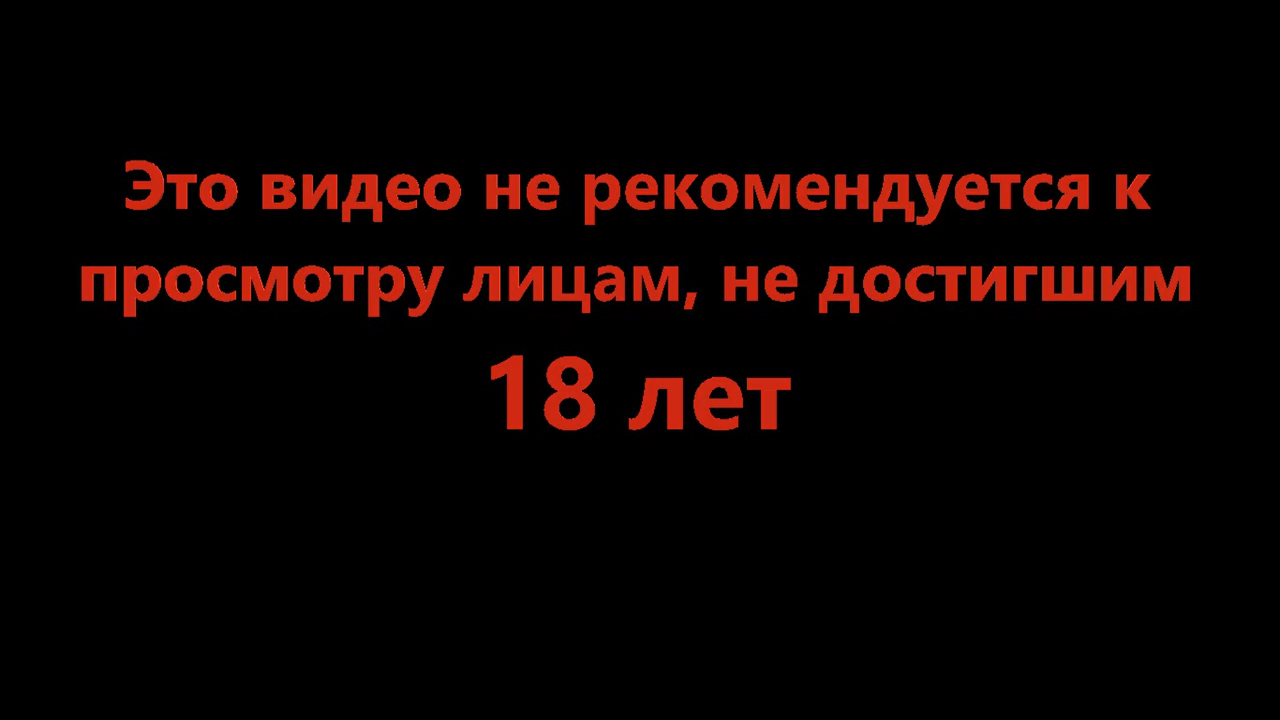 Это видео не рекомендуется к
просмотру лицам, не достигшим
18 лет